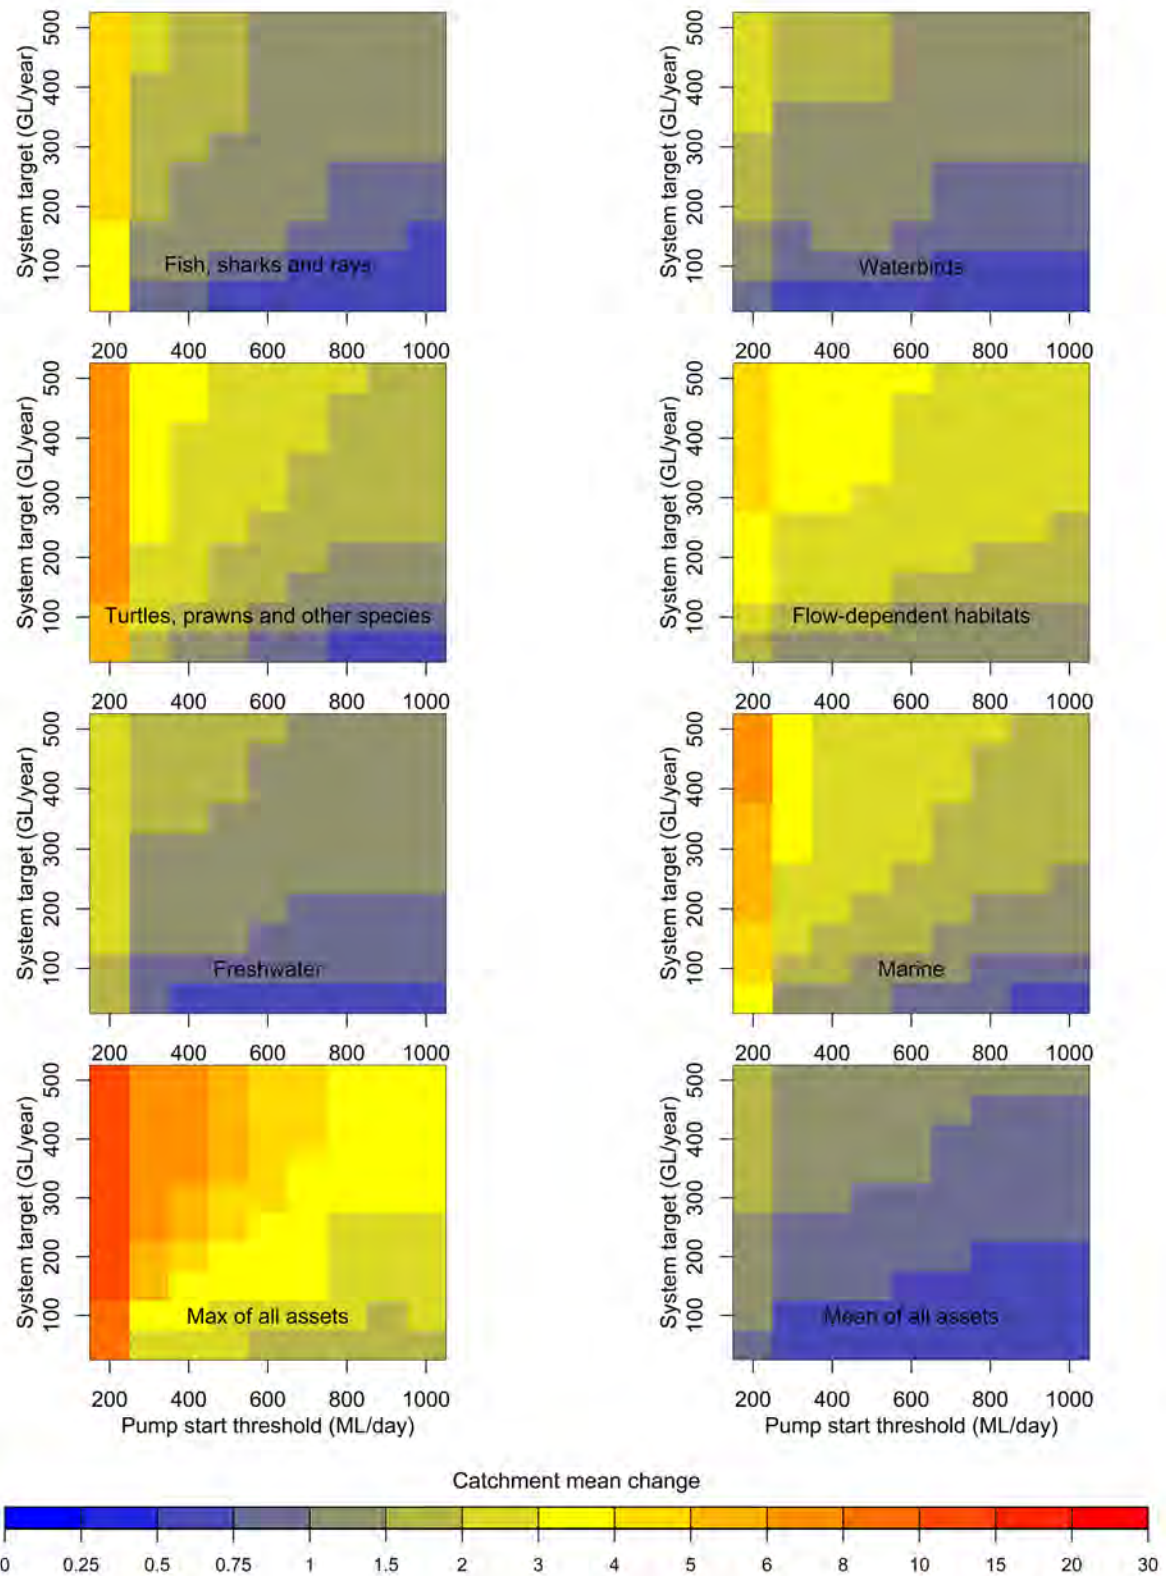 500
400
300
200
100
System target (GL/year)
Fish, sharks and rays
200 400 600 800 1000
500
400
300
200
100
System target (GL/year)
Waterbirds
200 400 600 800 1000
500
400
300
200
100
System target (GL/year)
Turtles, prawns and other species
200 400 600 800 1000
500
400
300
200
100
System target (GL/year)
Flow-dependent habitats
200 400 600 800 1000
500
400
300
200
100
System target (GL/year)
Freshwater
200 400 600 800 1000
500
400
300
200
100
System target (GL/year)
Marine
200 400 600 800 1000
500
400
300
200
100
System target (GL/year)
Max of all assets
200 400 600 800 1000
Pump start threshold (ML/day)
500
400
300
200
100
System target (GL/year)
Mean of all assets
200 400 600 800 1000
Pump start threshold (ML/day)
Catchment mean change
0 0.25 0.5 0.75 1 1.5 2 3 4 5 6 8 10 15 20 30